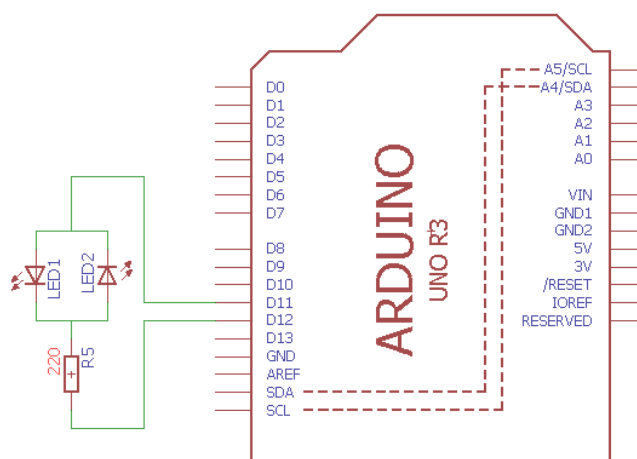 D0
D1
D2
D3
D4
D5
D6
D7
D8
D9
D10
D11
D12
D13
GND
AREF
SDA
SCL
ARDUINO
UNO R3
A5/SCL
A4/SDA
A3
A2
A1
A0
VIN
GND1
GND2
5V
3V
/RESET
IOREF
RESERVED
LED1
LED2
220
R5